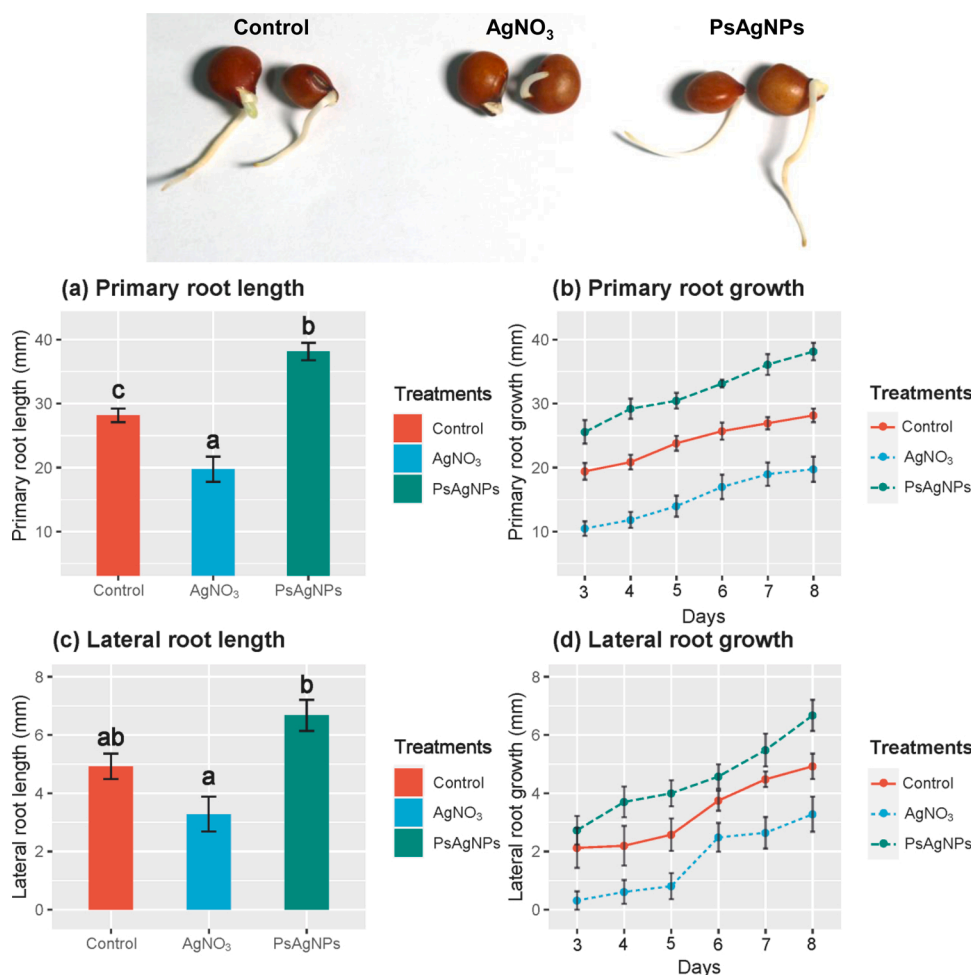 Control AgNO₃ PsAgNPs
(a) Primary root length
Primary root length (mm)
40
30
20
10
c
a
b
Control AgNO₃ PsAgNPs
Treatments
Control
AgNO₃
PsAgNPs
(b) Primary root growth
Primary root growth (mm)
40
30
20
10
3 4 5 6 7 8
Days
Treatments
Control
AgNO₃
PsAgNPs
(c) Lateral root length
Lateral root length (mm)
8
6
4
2
0
ab
a
b
Control AgNO₃ PsAgNPs
Treatments
Control
AgNO₃
PsAgNPs
(d) Lateral root growth
Lateral root growth (mm)
8
6
4
2
0
3 4 5 6 7 8
Days
Treatments
Control
AgNO₃
PsAgNPs